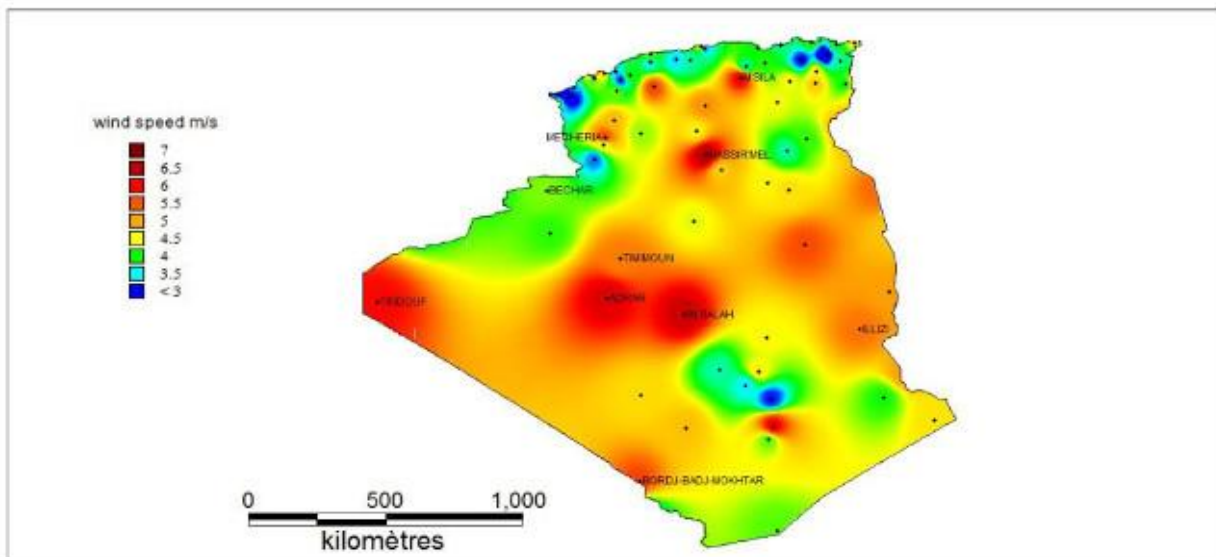 wind speed m/s
7
6.5
6
5.5
5
4.5
4
3.5
< 3
M'SILA
MECHERIA
HASSIR'MEL
BECHAR
TIMIMOUN
TINDOUF
ADRAR
IN SALAH
ILLIZI
BORDJ-BADJ-MOKHTAR
0 500 1,000
kilomètres